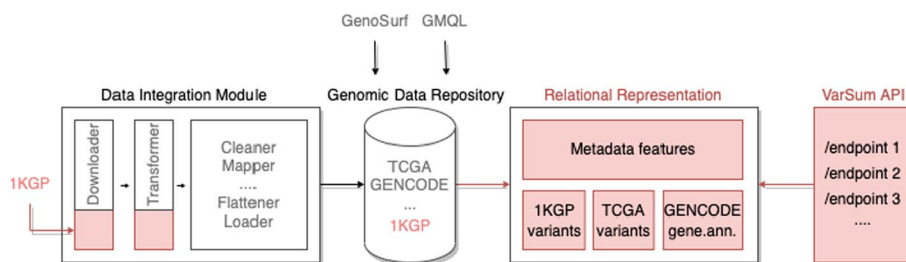 GenoSurf GMQL
Data Integration Module
Genomic Data Repository
Relational Representation
VarSum API
1KGP
Downloader
Transformer
Cleaner
Mapper
....
Flattener
Loader
TCGA
GENCODE
...
1KGP
Metadata features
1KGP
variants
TCGA
variants
GENCODE
gene.ann.
/endpoint 1
/endpoint 2
/endpoint 3
....